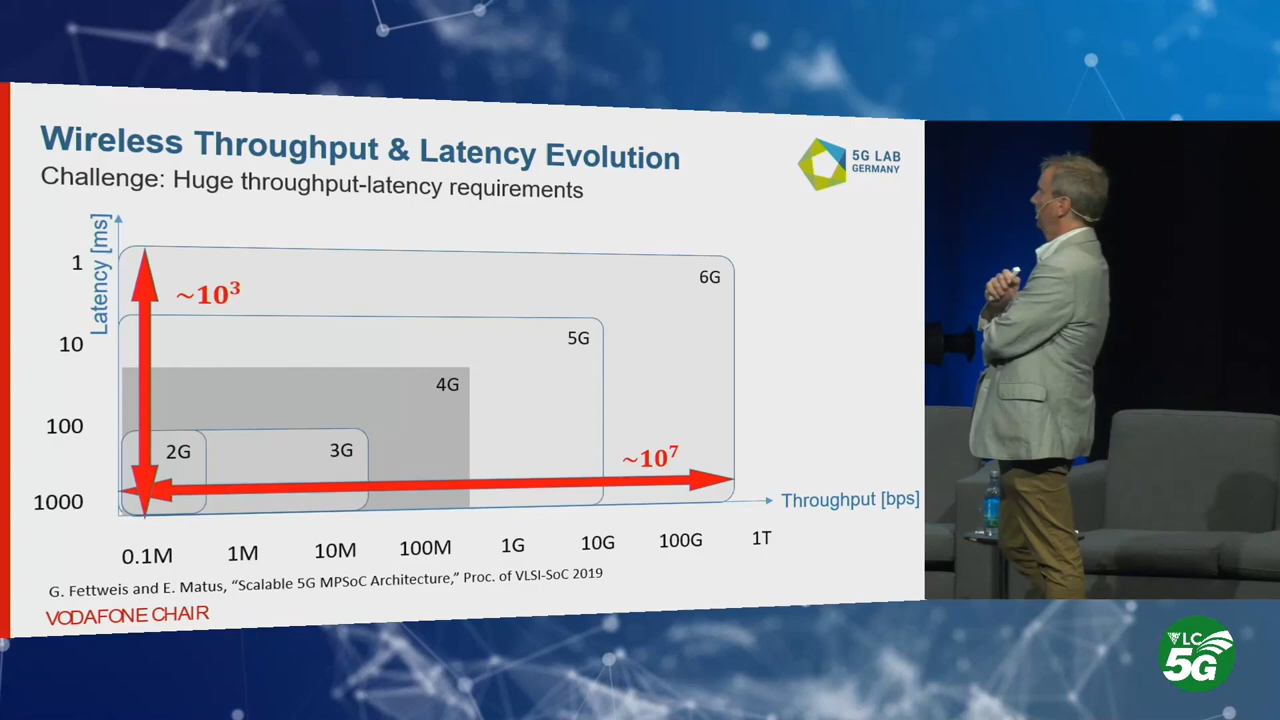 Wireless Throughput & Latency Evolution
Challenge: Huge throughput-latency requirements
5G LAB
GERMANY
Latency [ms]
1
10
100
1000
~10³
6G
5G
4G
3G
2G
~10⁷
Throughput [bps]
0.1M 1M 10M 100M 1G 10G 100G 1T
G. Fettweis and E. Matus, “Scalable 5G MPSoC Architecture,” Proc. of VLSI-SoC 2019
VODAFONE CHAIR
VLC
5G